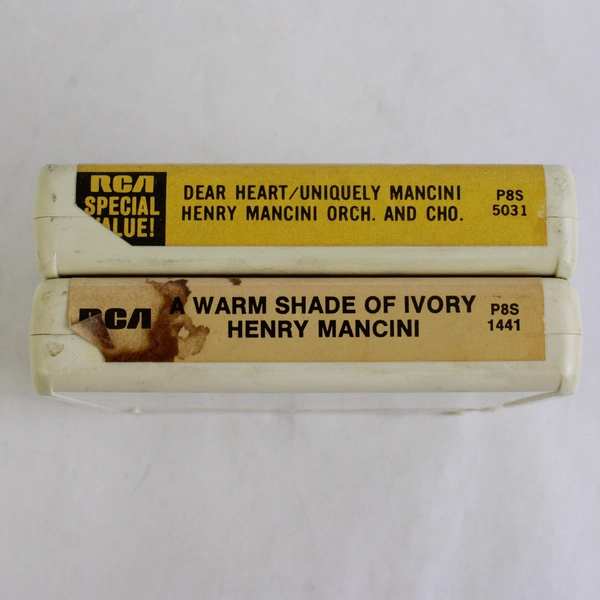 RCA
SPECIAL
VALUE!
DEAR HEART/UNIQUELY MANCINI
HENRY MANCINI ORCH. AND CHO.
P8S
5031
RCA
A WARM SHADE OF IVORY
HENRY MANCINI
P8S
1441